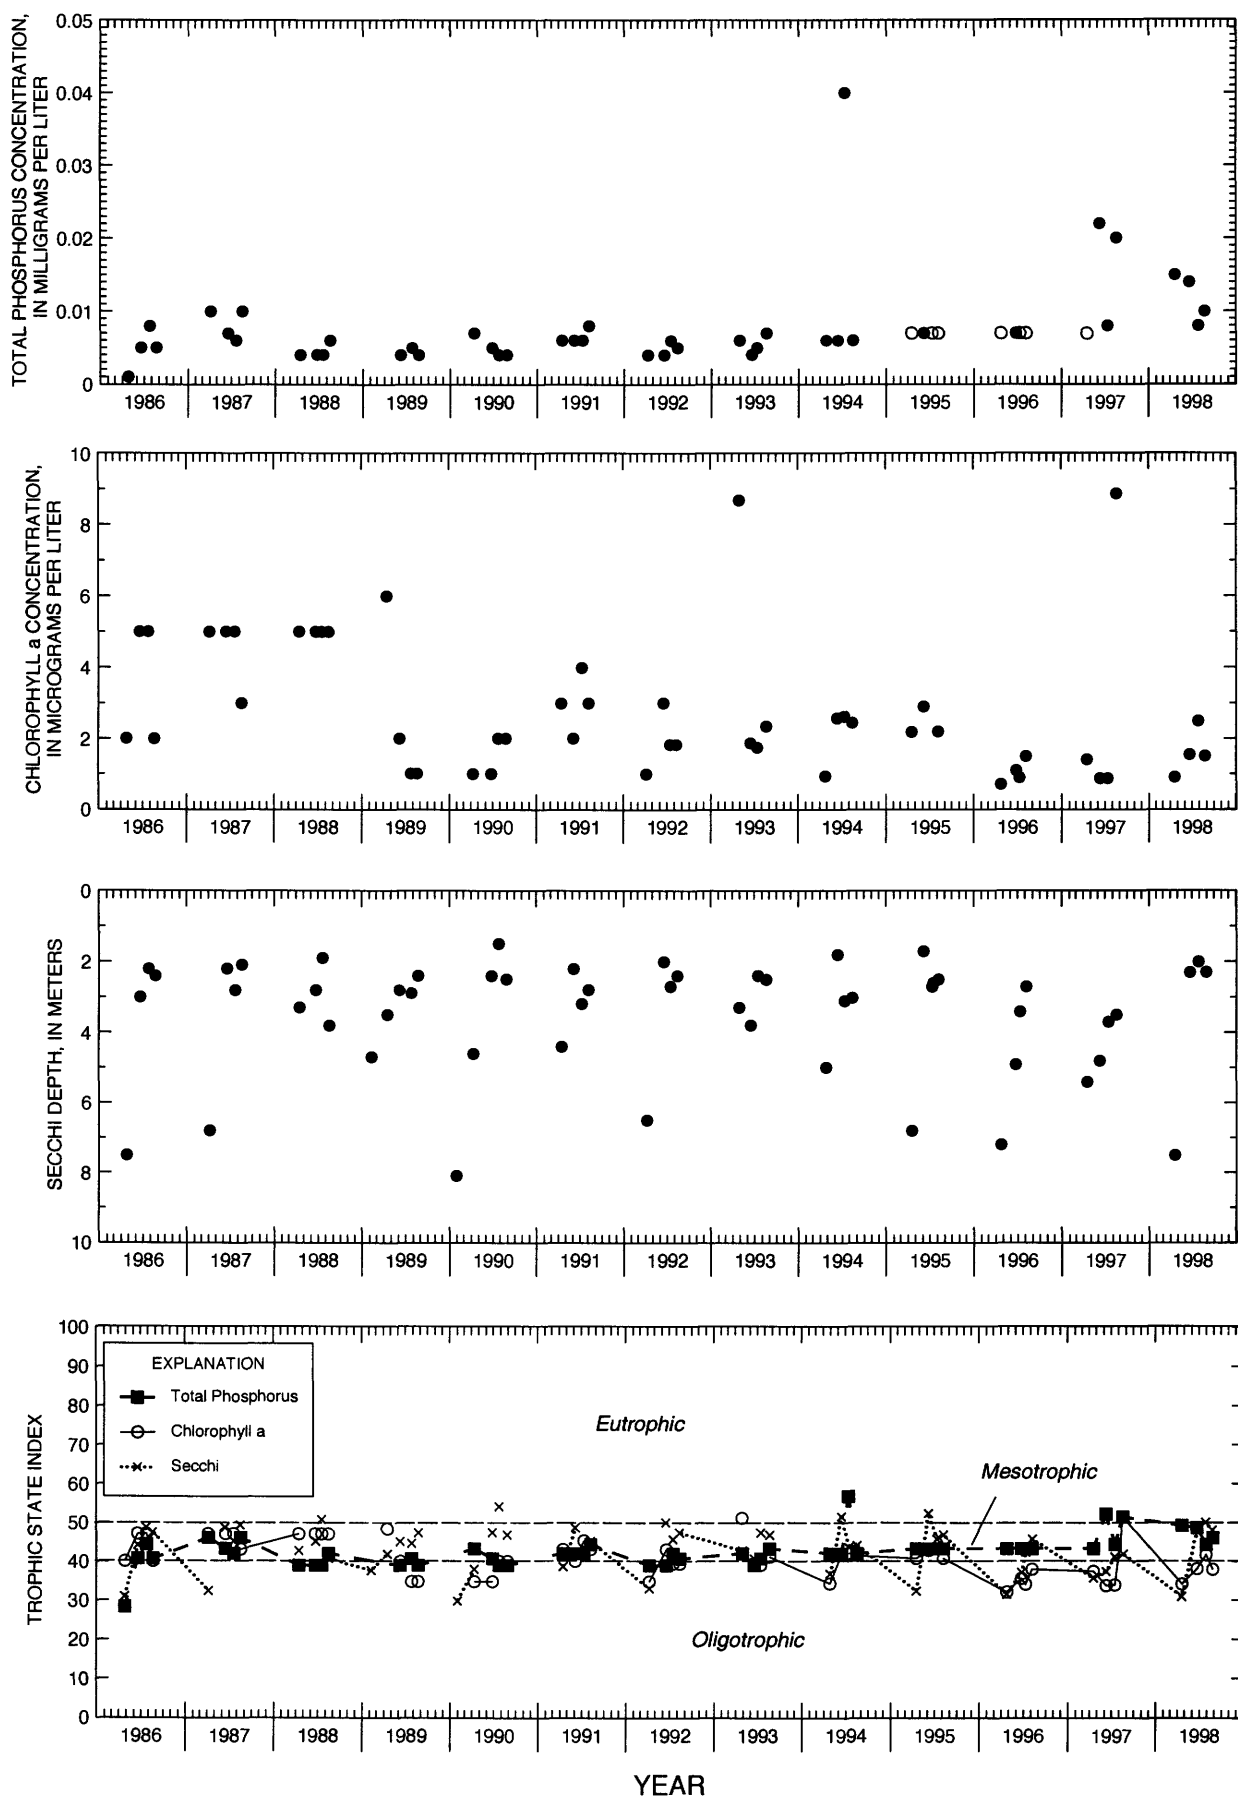 TOTAL PHOSPHORUS CONCENTRATION,
IN MILLIGRAMS PER LITER
0.05
0.04
0.03
0.02
0.01
0
1986 1987 1988 1989 1990 1991 1992 1993 1994 1995 1996 1997 1998
CHLOROPHYLL a CONCENTRATION,
IN MICROGRAMS PER LITER
10
8
6
4
2
0
1986 1987 1988 1989 1990 1991 1992 1993 1994 1995 1996 1997 1998
SECCHI DEPTH, IN METERS
0
2
4
6
8
10
1986 1987 1988 1989 1990 1991 1992 1993 1994 1995 1996 1997 1998
TROPHIC STATE INDEX
100
90
80
70
60
50
40
30
20
10
0
EXPLANATION
Total Phosphorus
Chlorophyll a
Secchi
Eutrophic
Mesotrophic
Oligotrophic
1986 1987 1988 1989 1990 1991 1992 1993 1994 1995 1996 1997 1998
YEAR